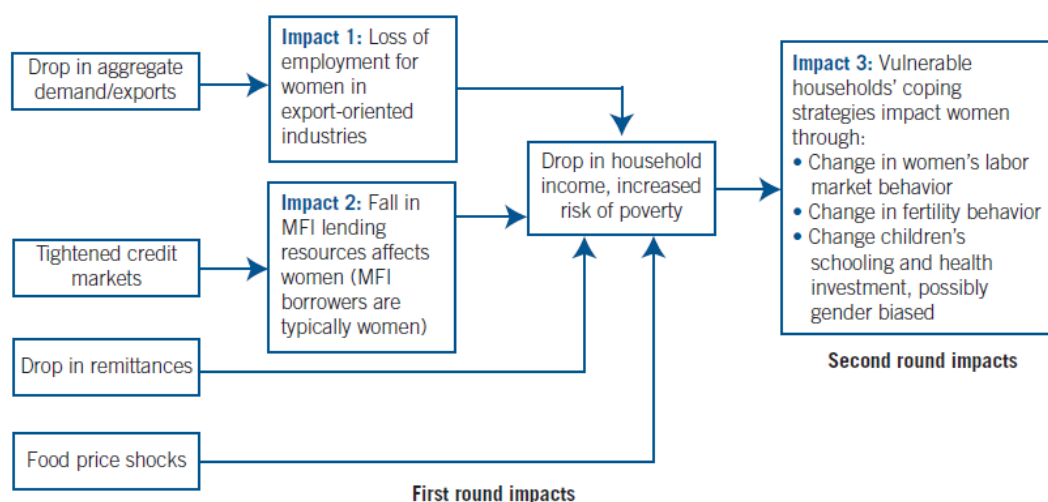 Drop in aggregate
demand/exports
Impact 1: Loss of
employment for
women in
export-oriented
industries
Tightened credit
markets
Impact 2: Fall in
MFI lending
resources affects
women (MFI
borrowers are
typically women)
Drop in remittances
Food price shocks
Drop in household
income, increased
risk of poverty
First round impacts
Impact 3: Vulnerable
households’ coping
strategies impact women
through:
• Change in women’s labor
market behavior
• Change in fertility behavior
• Change children’s
schooling and health
investment, possibly
gender biased
Second round impacts